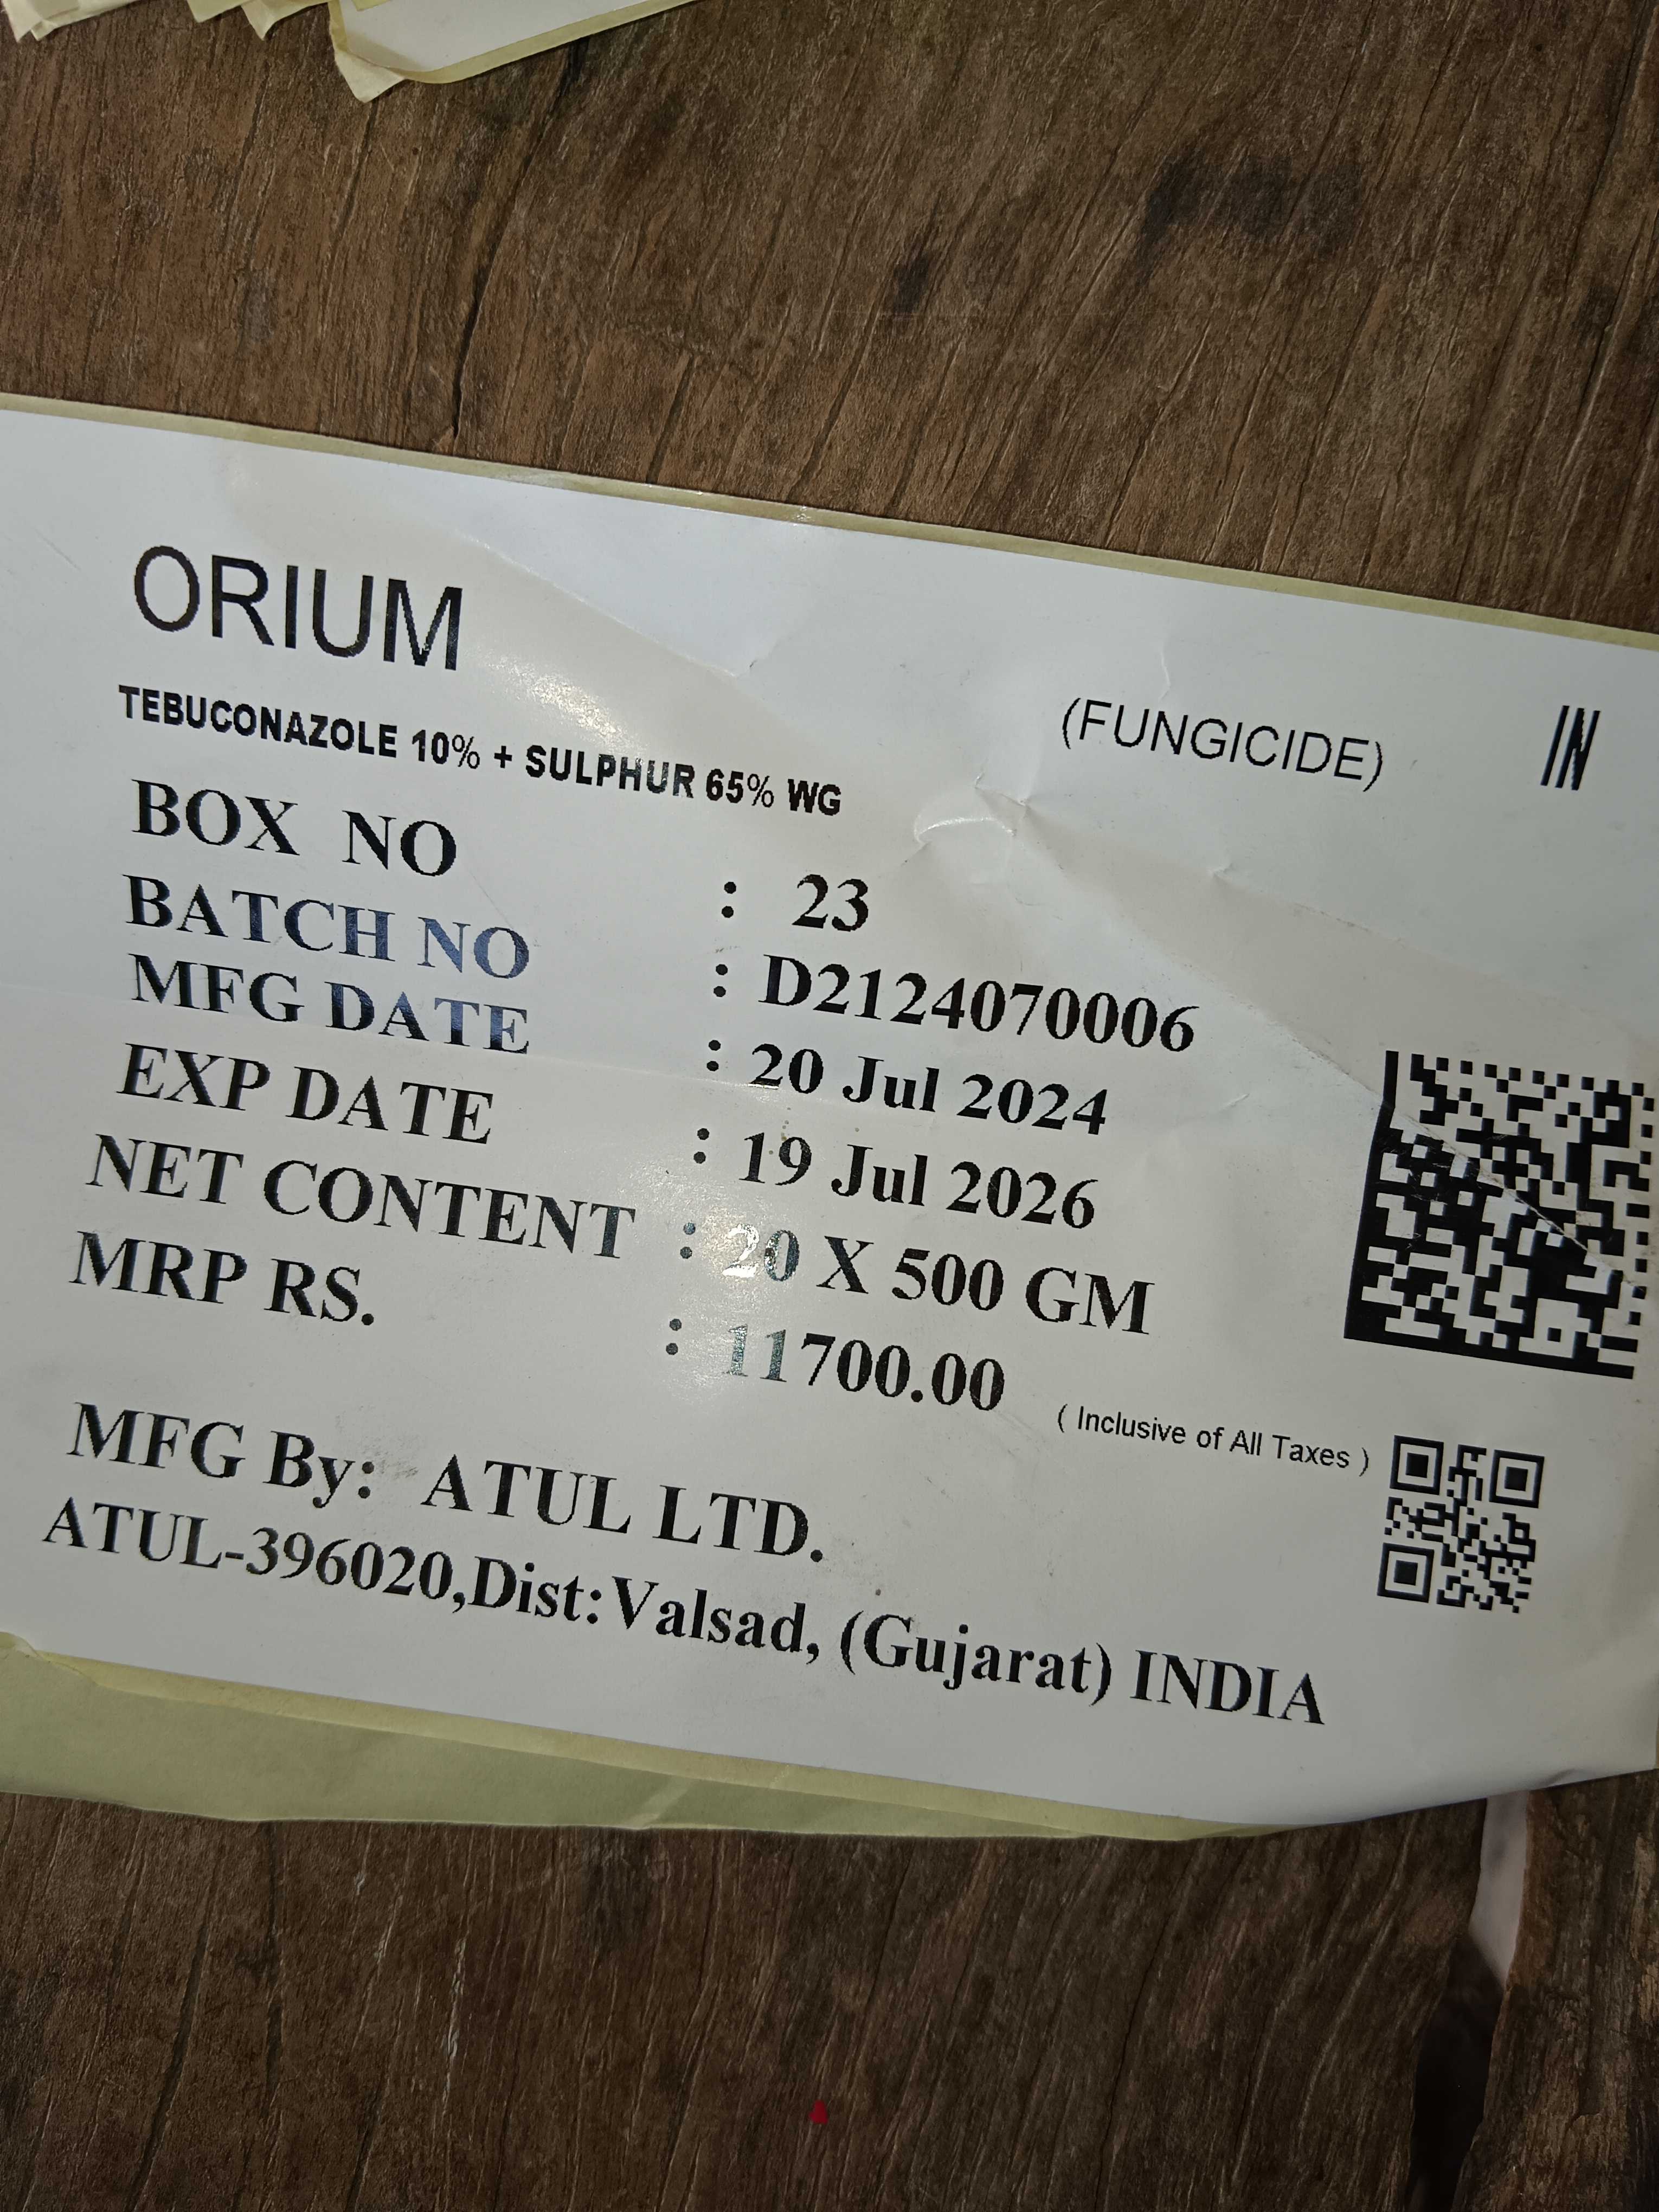 ORIUM
TEBUCONAZOLE 10% + SULPHUR 65% WG
(FUNGICIDE) IN
BOX NO : 23
BATCH NO : D2124070006
MFG DATE : 20 Jul 2024
EXP DATE : 19 Jul 2026
NET CONTENT : 20 X 500 GM
MRP RS. : 11700.00 ( Inclusive of All Taxes )
MFG By: ATUL LTD.
ATUL-396020,Dist:Valsad, (Gujarat) INDIA